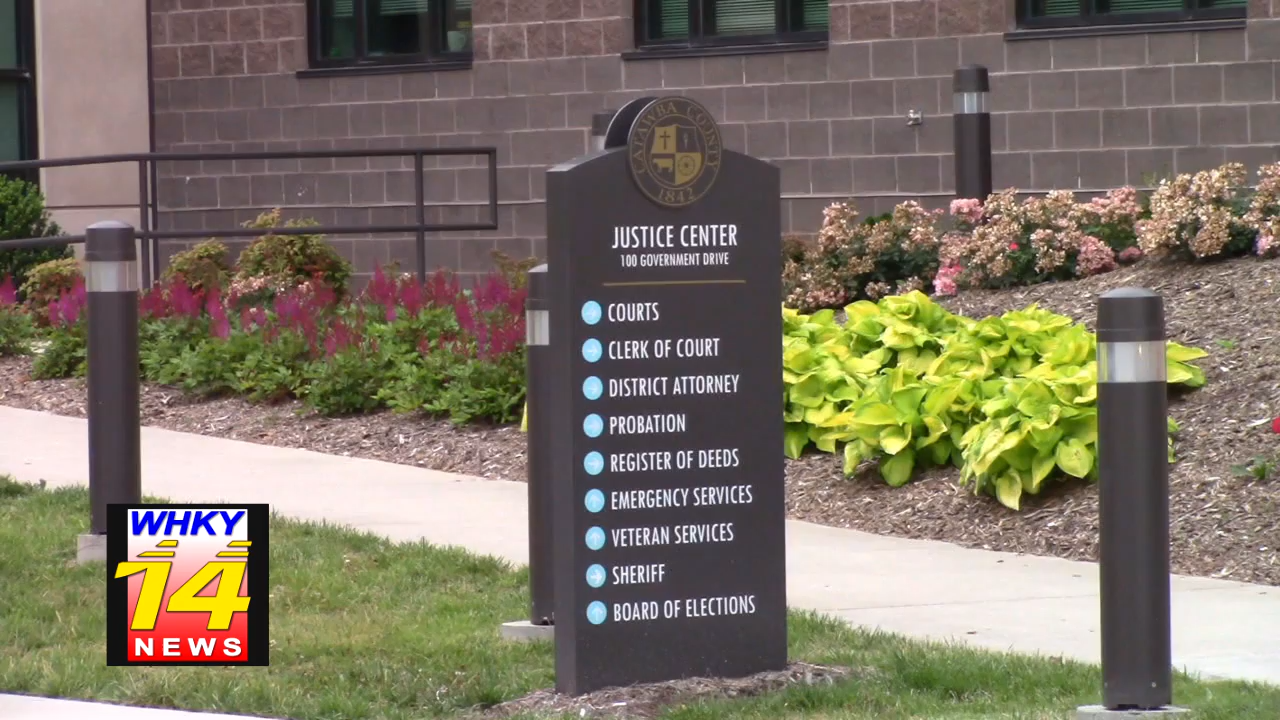 CATAWBA COUNTY
1842
JUSTICE CENTER
100 GOVERNMENT DRIVE
COURTS
CLERK OF COURT
DISTRICT ATTORNEY
PROBATION
REGISTER OF DEEDS
EMERGENCY SERVICES
VETERAN SERVICES
SHERIFF
BOARD OF ELECTIONS
WHKY
14
NEWS